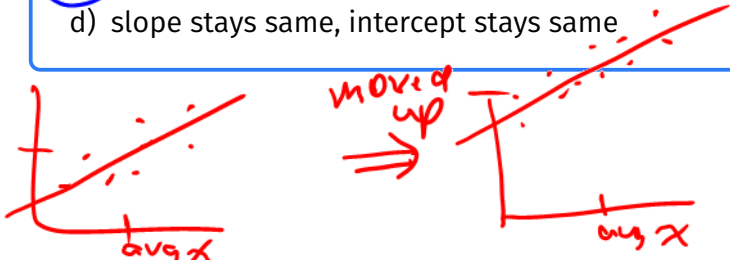 d) slope stays same, intercept stays same
moved
up
avg x
avg x